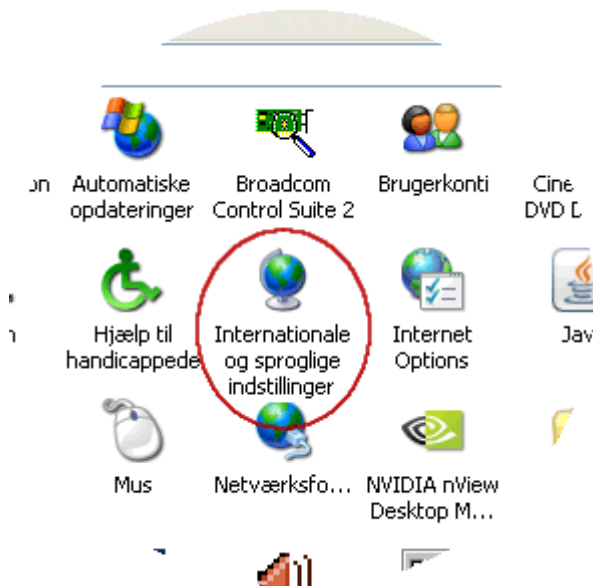 Automatiske
opdateringer
Broadcom
Control Suite 2
Brugerkonti
DVD
Hjælp til
handicappede
Internationale
og sproglige
indstillinger
Internet
Options
Mus
Netværksfo...
NVIDIA nView
Desktop M...